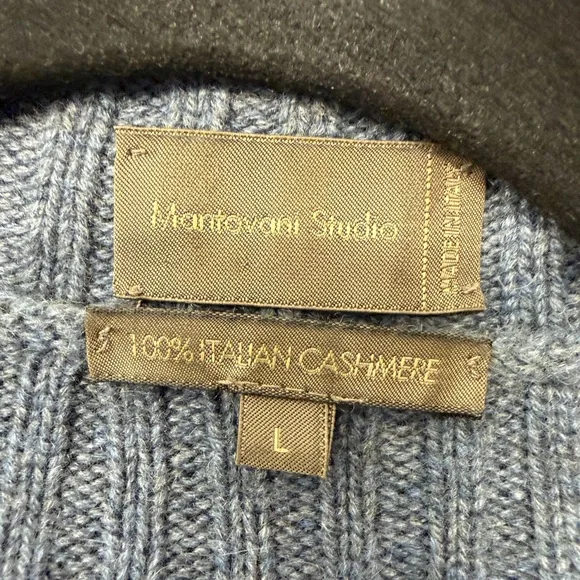 Mantovani Studio
MADE IN ITALY
100% ITALIAN CASHMERE
L